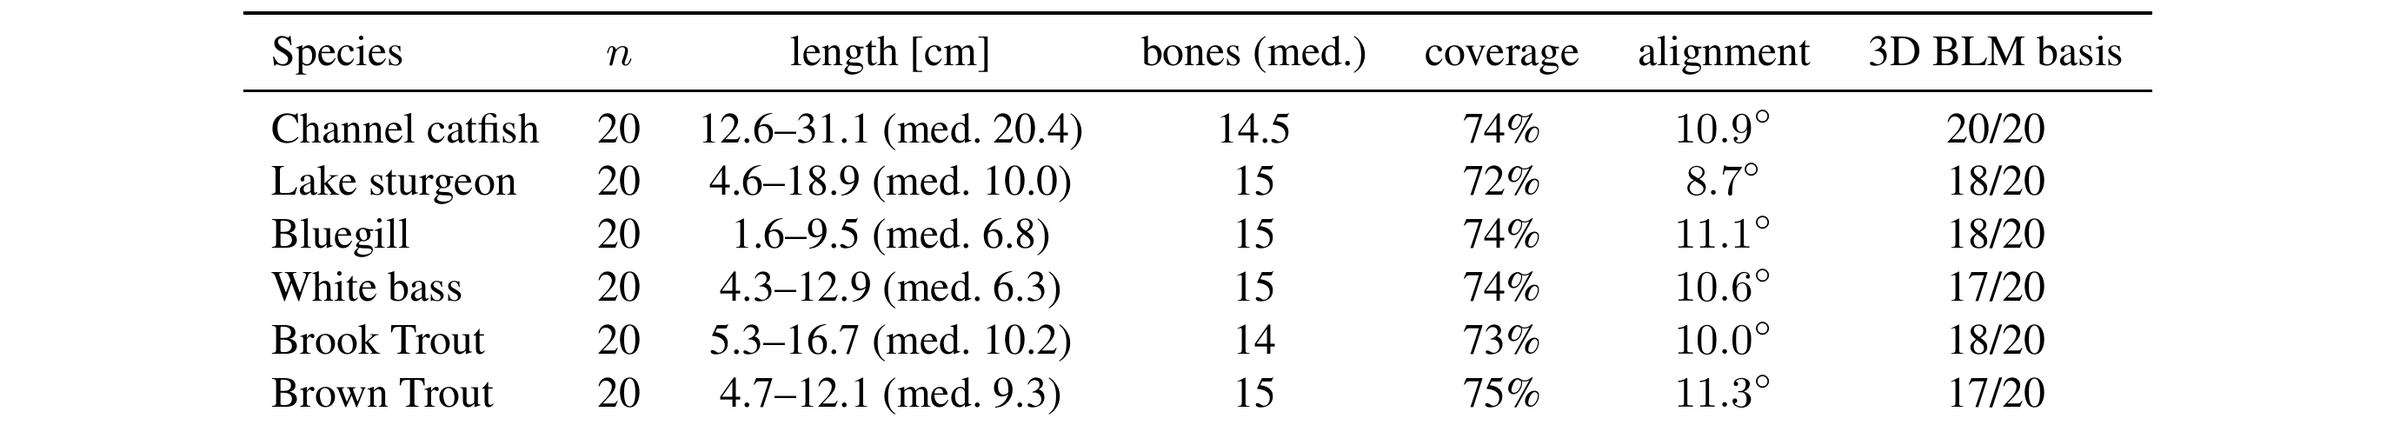 Species n length [cm] bones (med.) coverage alignment 3D BLM basis
Channel catfish 20 12.6–31.1 (med. 20.4) 14.5 74% 10.9° 20/20
Lake sturgeon 20 4.6–18.9 (med. 10.0) 15 72% 8.7° 18/20
Bluegill 20 1.6–9.5 (med. 6.8) 15 74% 11.1° 18/20
White bass 20 4.3–12.9 (med. 6.3) 15 74% 10.6° 17/20
Brook Trout 20 5.3–16.7 (med. 10.2) 14 73% 10.0° 18/20
Brown Trout 20 4.7–12.1 (med. 9.3) 15 75% 11.3° 17/20